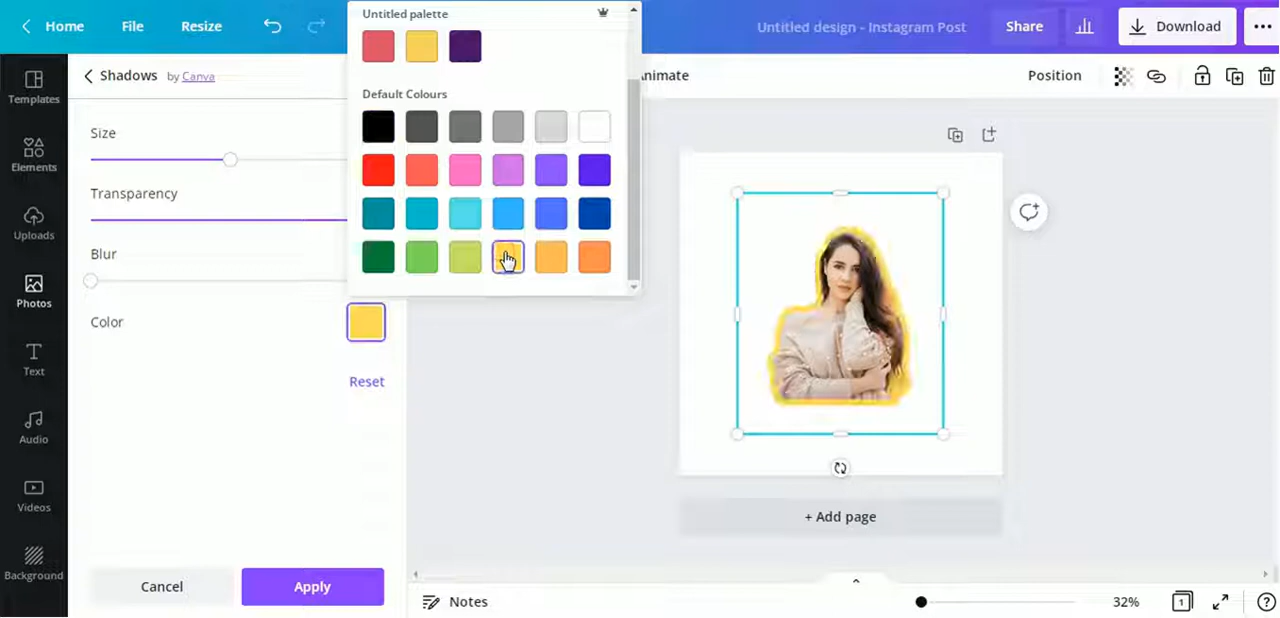 Home
File
Resize
Untitled design - Instagram Post
Share
Download
Untitled palette
Default Colours
Shadows
by Canva
Size
Transparency
Blur
Color
Reset
Cancel
Apply
Templates
Elements
Uploads
Photos
Text
Audio
Videos
Background
Position
+ Add page
Notes
32%
1
?